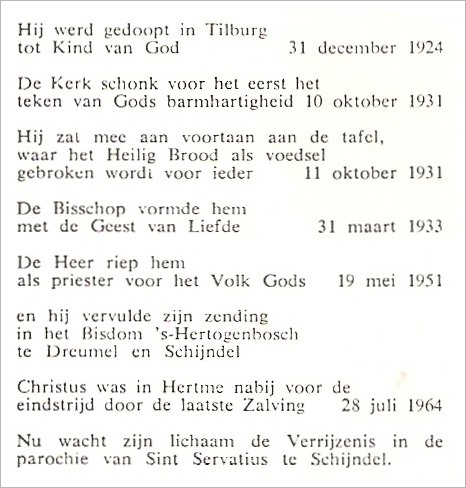 Hij werd gedoopt in Tilburg
tot Kind van God 31 december 1924
De Kerk schonk voor het eerst het
teken van Gods barmhartigheid 10 oktober 1931
Hij zat mee aan voortaan aan de tafel,
waar het Heilig Brood als voedsel
gebroken wordt voor ieder 11 oktober 1931
De Bisschop vormde hem
met de Geest van Liefde 31 maart 1933
De Heer riep hem
als priester voor het Volk Gods 19 mei 1951
en hij vervulde zijn zending
in het Bisdom 's-Hertogenbosch
te Dreumel en Schijndel
Christus was in Hertme nabij voor de
eindstrijd door de laatste Zalving 28 juli 1964
Nu wacht zijn lichaam de Verrijzenis in de
parochie van Sint Servatius te Schijndel.